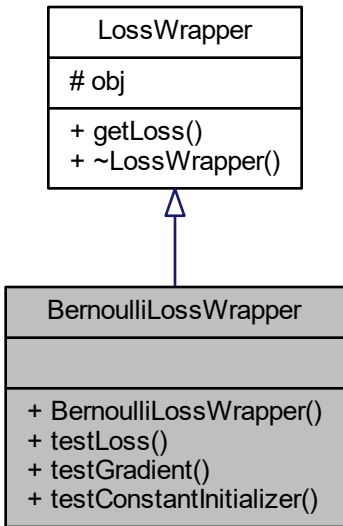 LossWrapper
# obj
+ getLoss()
+ ~LossWrapper()
BernoulliLossWrapper
+ BernoulliLossWrapper()
+ testLoss()
+ testGradient()
+ testConstantInitializer()